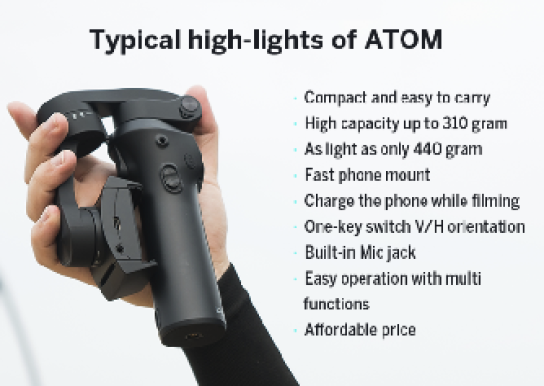 Typical high-lights of ATOM
· Compact and easy to carry
· High capacity up to 310 gram
· As light as only 440 gram
· Fast phone mount
· Charge the phone while filming
· One-key switch V/H orientation
· Built-in Mic jack
· Easy operation with multi
functions
· Affordable price